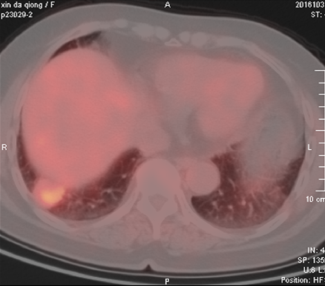 xin da qiong / F
p23029-2
A
2016103
ST:
R
L
10 cm
IN: 4
SP: 135
Position: HF
P